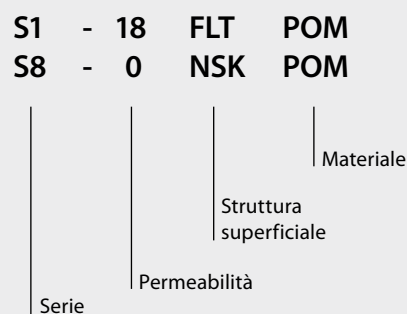 S1 - 18 FLT POM
S8 - 0 NSK POM
Materiale
Struttura
superficiale
Permeabilità
Serie